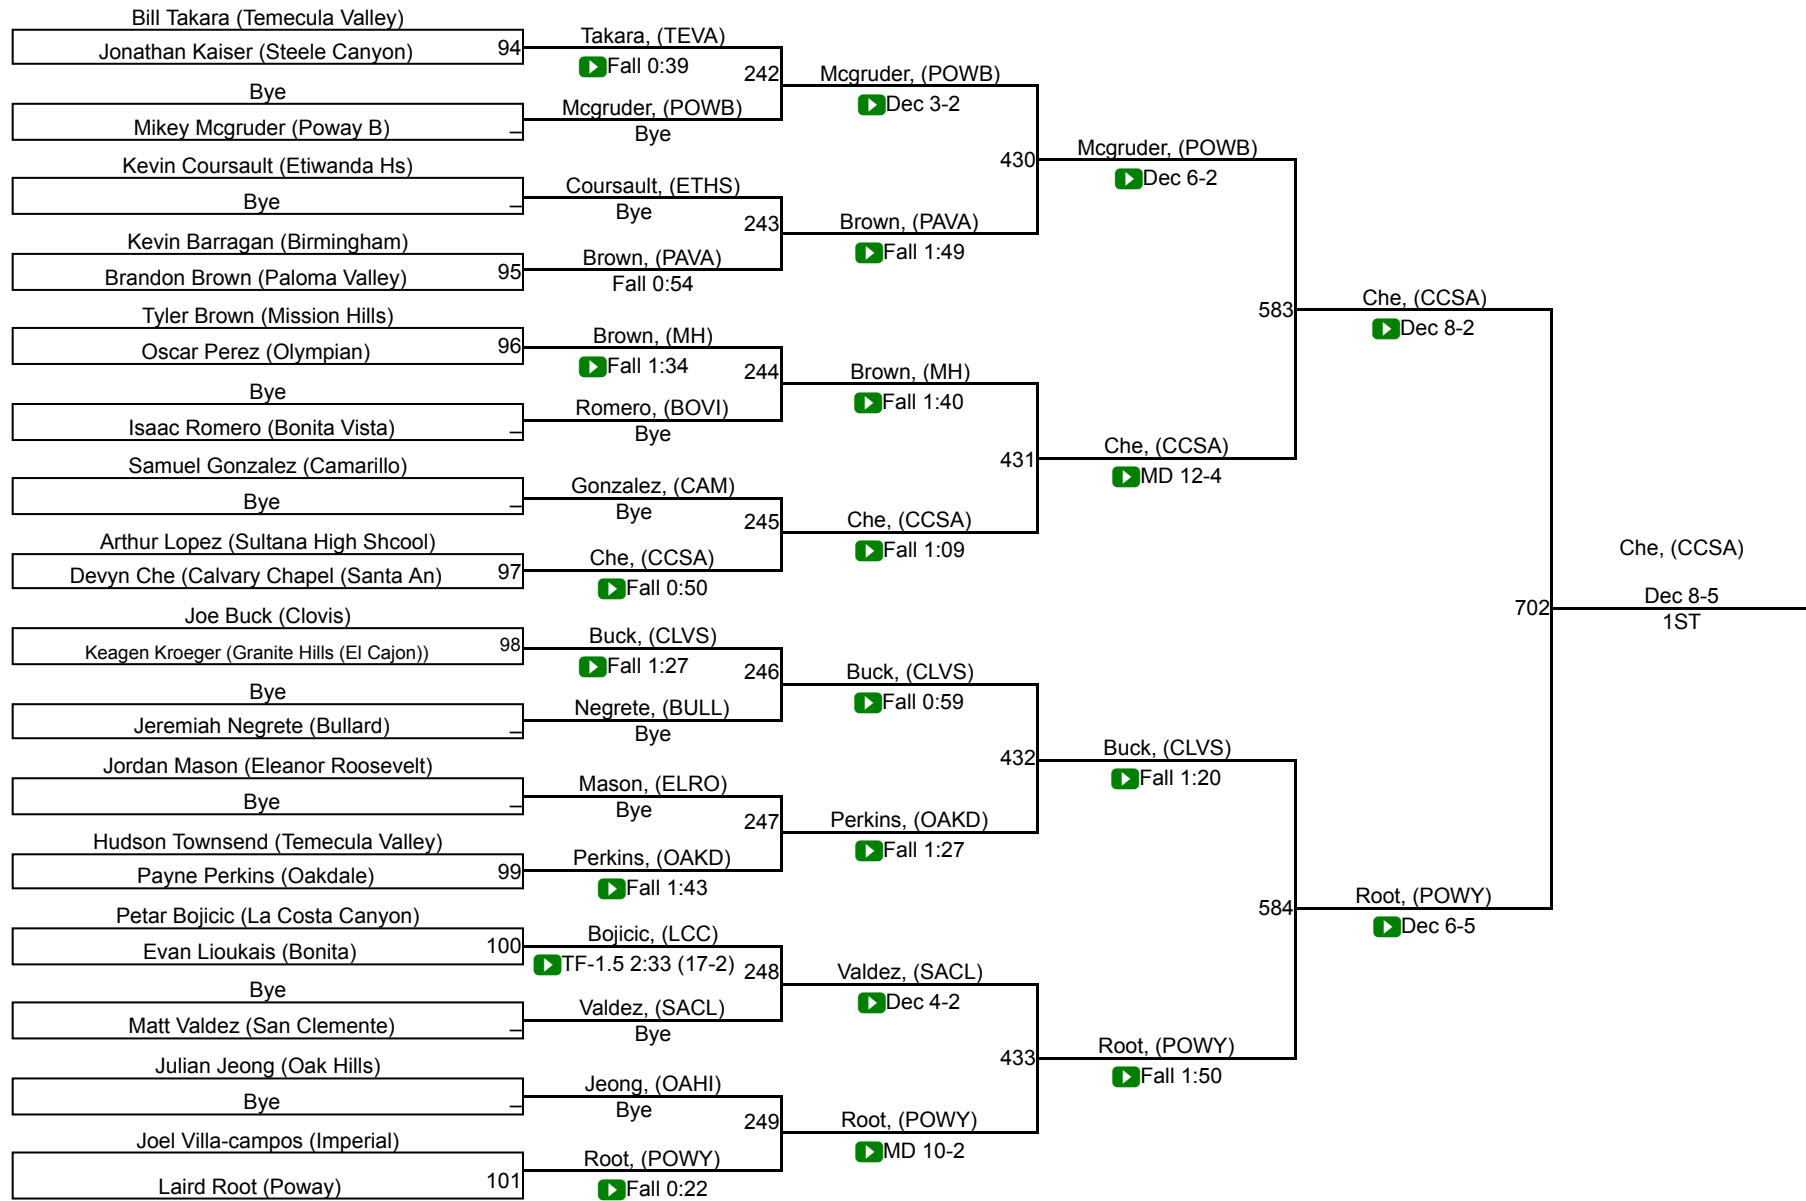 Bill Takara (Temecula Valley)
Jonathan Kaiser (Steele Canyon) 94
Bye
Mikey Mcgruder (Poway B) _
Kevin Coursault (Etiwanda Hs)
Bye _
Kevin Barragan (Birmingham)
Brandon Brown (Paloma Valley) 95
Tyler Brown (Mission Hills)
Oscar Perez (Olympian) 96
Bye
Isaac Romero (Bonita Vista) _
Samuel Gonzalez (Camarillo)
Bye _
Arthur Lopez (Sultana High Shcool)
Devyn Che (Calvary Chapel (Santa An) 97
Joe Buck (Clovis)
Keagen Kroeger (Granite Hills (El Cajon)) 98
Bye
Jeremiah Negrete (Bullard) _
Jordan Mason (Eleanor Roosevelt)
Bye _
Hudson Townsend (Temecula Valley)
Payne Perkins (Oakdale) 99
Petar Bojicic (La Costa Canyon)
Evan Lioukais (Bonita) 100
Bye
Matt Valdez (San Clemente) _
Julian Jeong (Oak Hills)
Bye _
Joel Villa-campos (Imperial)
Laird Root (Poway) 101
Takara, (TEVA)
Fall 0:39
242
Mcgruder, (POWB)
Bye
Coursault, (ETHS)
Bye
243
Brown, (PAVA)
Fall 0:54
Brown, (MH)
Fall 1:34
244
Romero, (BOVI)
Bye
Gonzalez, (CAM)
Bye
245
Che, (CCSA)
Fall 0:50
Buck, (CLVS)
Fall 1:27
246
Negrete, (BULL)
Bye
Mason, (ELRO)
Bye
247
Perkins, (OAKD)
Fall 1:43
Bojicic, (LCC)
TF-1.5 2:33 (17-2)
248
Valdez, (SACL)
Bye
Jeong, (OAHI)
Bye
249
Root, (POWY)
Fall 0:22
Mcgruder, (POWB)
Dec 3-2
430
Brown, (PAVA)
Fall 1:49
Brown, (MH)
Fall 1:40
431
Che, (CCSA)
Fall 1:09
Buck, (CLVS)
Fall 0:59
432
Perkins, (OAKD)
Fall 1:27
Valdez, (SACL)
Dec 4-2
433
Root, (POWY)
MD 10-2
Mcgruder, (POWB)
Dec 6-2
583
Che, (CCSA)
MD 12-4
Buck, (CLVS)
Fall 1:20
584
Root, (POWY)
Fall 1:50
Che, (CCSA)
Dec 8-2
702
Root, (POWY)
Dec 6-5
Che, (CCSA)
Dec 8-5
1ST